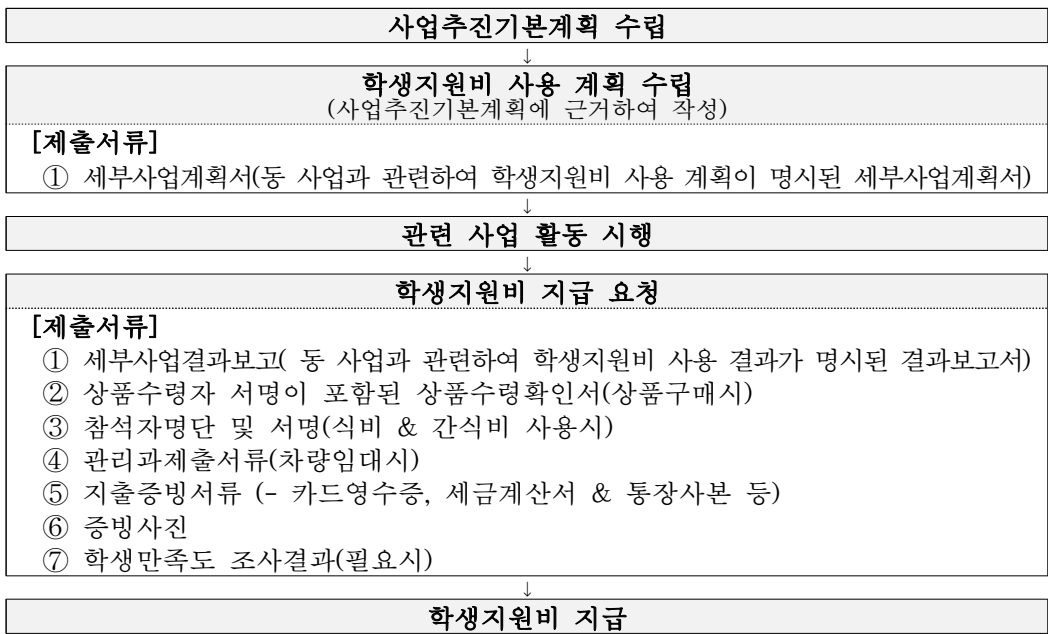 사업추진기본계획 수립
↓
학생지원비 사용 계획 수립
(사업추진기본계획에 근거하여 작성)
[제출서류]
① 세부사업계획서(동 사업과 관련하여 학생지원비 사용 계획이 명시된 세부사업계획서)
↓
관련 사업 활동 시행
↓
학생지원비 지급 요청
[제출서류]
① 세부사업결과보고( 동 사업과 관련하여 학생지원비 사용 결과가 명시된 결과보고서)
② 상품수령자 서명이 포함된 상품수령확인서(상품구매시)
③ 참석자명단 및 서명(식비 & 간식비 사용시)
④ 관리과제출서류(차량임대시)
⑤ 지출증빙서류 (- 카드영수증, 세금계산서 & 통장사본 등)
⑥ 증빙사진
⑦ 학생만족도 조사결과(필요시)
↓
학생지원비 지급